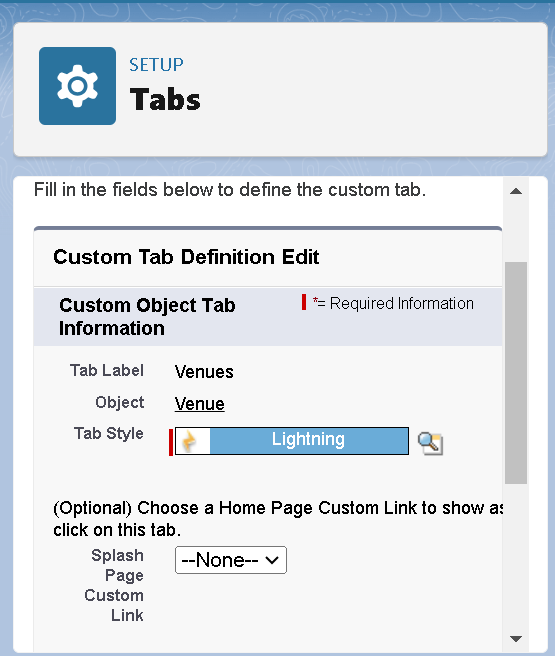 SETUP
Tabs
Fill in the fields below to define the custom tab.
Custom Tab Definition Edit
Custom Object Tab
Information
*= Required Information
Tab Label
Venues
Object
Venue
Tab Style
Lightning
(Optional) Choose a Home Page Custom Link to show as
click on this tab.
Splash
Page
Custom
Link
--None--